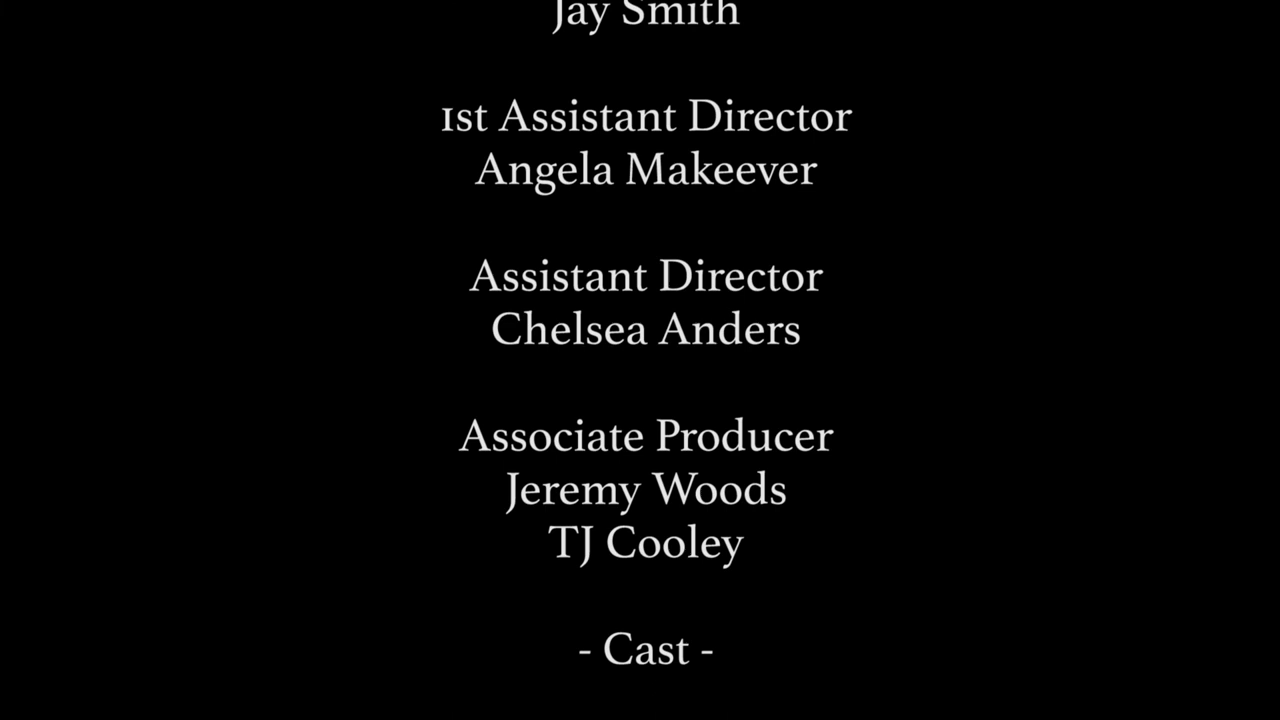 Jay Smith
1st Assistant Director
Angela Makeever
Assistant Director
Chelsea Anders
Associate Producer
Jeremy Woods
TJ Cooley
- Cast -